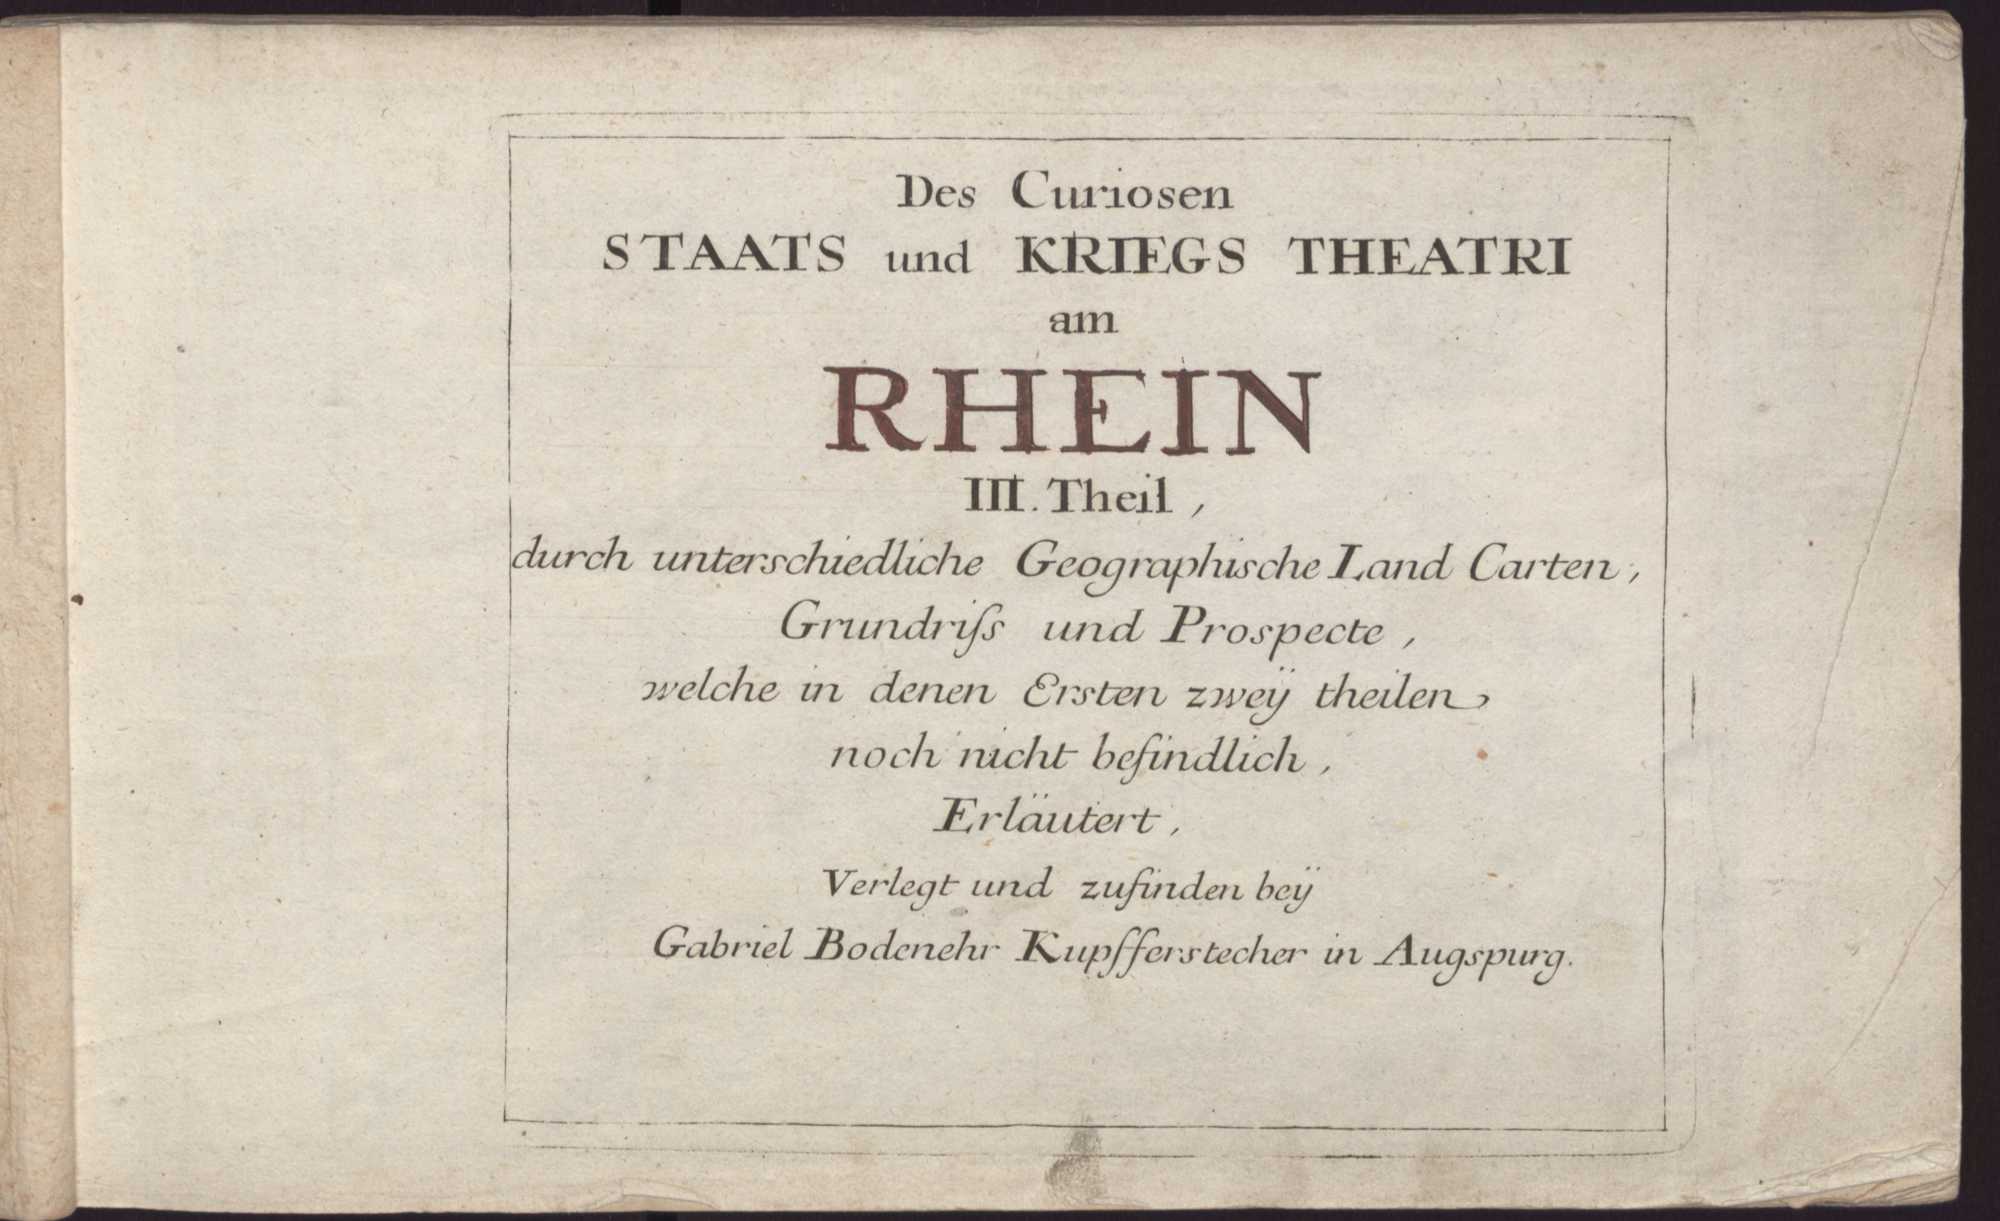 Des Curiosen
STAATS und KRIEGS THEATRI
am
RHEIN
III. Theil,
durch unterschiedliche Geographische Land Carten,
Grundriſs und Prospecte,
welche in denen Ersten zweÿ theilen,
noch nicht befindlich,
Erläutert,
Verlegt und zufinden beÿ
Gabriel Bodenehr Kupfferstecher in Augspurg.